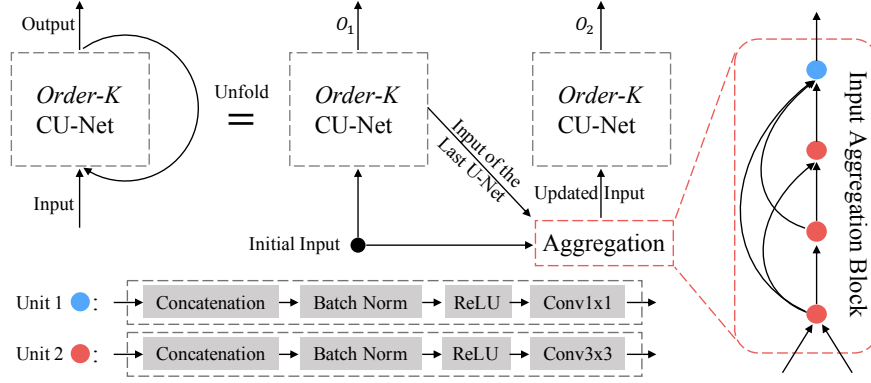 Output
Order-K
CU-Net
Input
Unfold
=
O₁
Order-K
CU-Net
Input of the
Last U-Net
Initial Input
O₂
Order-K
CU-Net
Updated Input
Aggregation
Input Aggregation Block
Unit 1 : Concatenation Batch Norm ReLU Conv1x1
Unit 2 : Concatenation Batch Norm ReLU Conv3x3